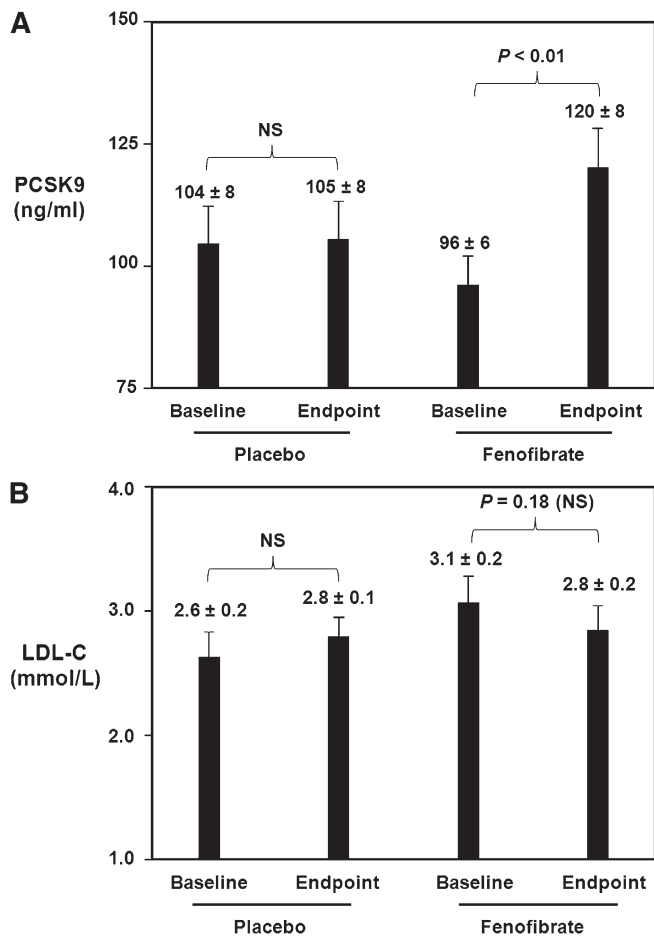 A
150
P < 0.01
125
120 ± 8
NS
PCSK9
(ng/ml)
104 ± 8
105 ± 8
96 ± 6
100
75
Baseline
Endpoint
Baseline
Endpoint
Placebo
Fenofibrate
B
4.0
P = 0.18 (NS)
NS
3.1 ± 0.2
2.6 ± 0.2
2.8 ± 0.1
2.8 ± 0.2
3.0
LDL-C
(mmol/L)
2.0
1.0
Baseline
Endpoint
Baseline
Endpoint
Placebo
Fenofibrate